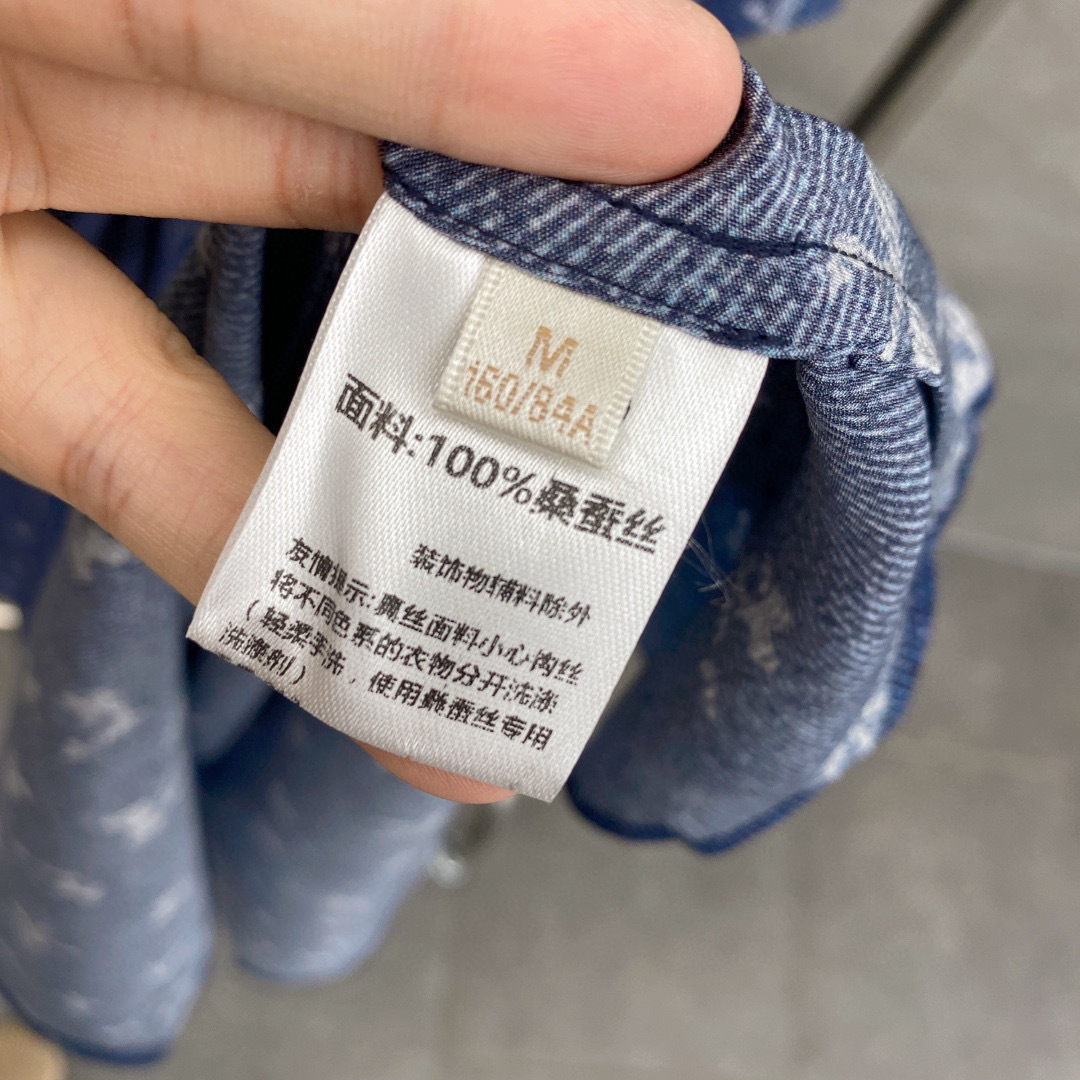 M
160/84A
面料:100%桑蚕丝
装饰物辅料除外
友情提示:真丝面料小心勾丝
将不同色系的衣物分开洗涤
(轻柔手洗,使用桑蚕丝专用
洗涤剂)